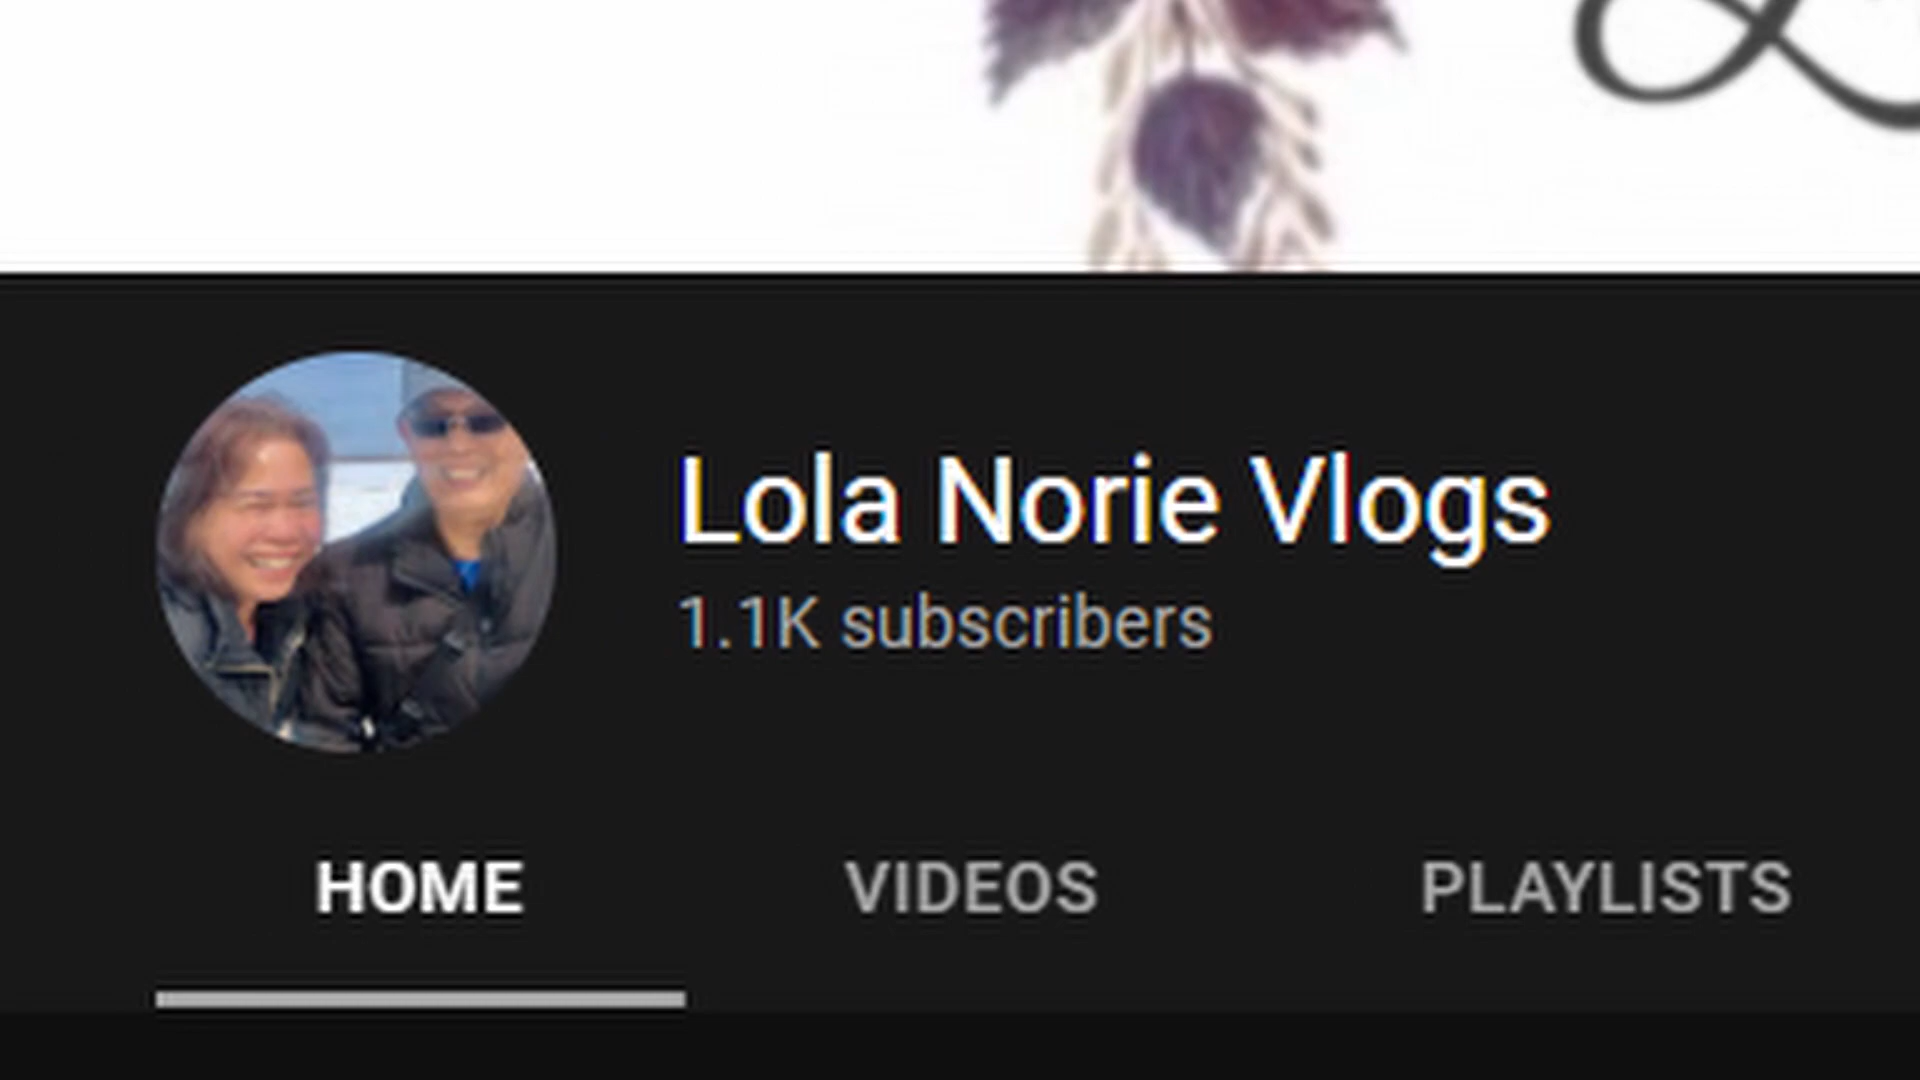 Lola Norie Vlogs
1.1K subscribers
HOME
VIDEOS
PLAYLISTS